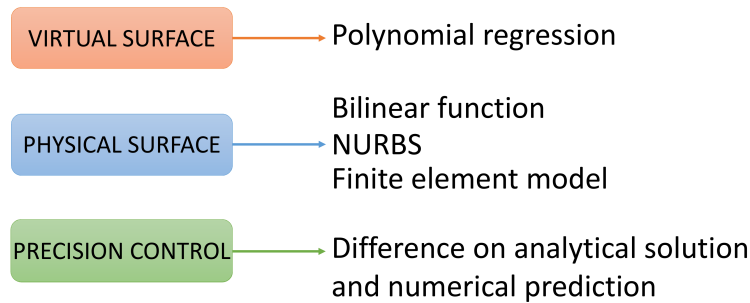 VIRTUAL SURFACE
Polynomial regression
PHYSICAL SURFACE
Bilinear function
NURBS
Finite element model
PRECISION CONTROL
Difference on analytical solution
and numerical prediction